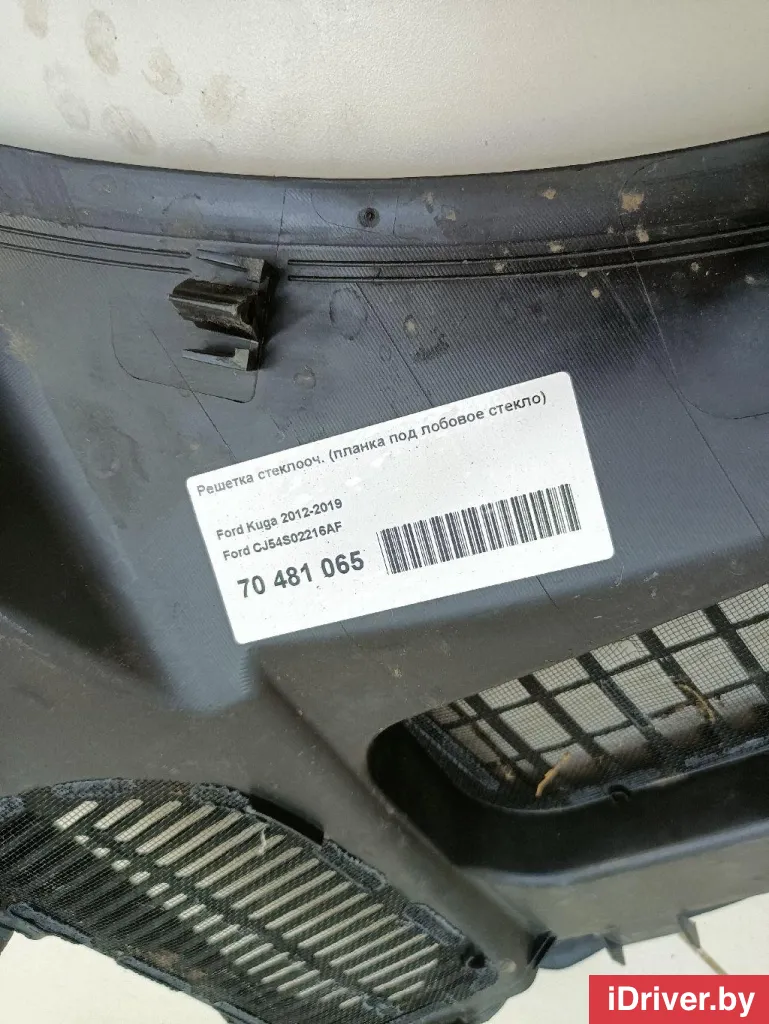 Решетка стеклооч. (планка под лобовое стекло)
Ford Kuga 2012-2019
Ford CJ54S02216AF
70 481 065
iDriver.by